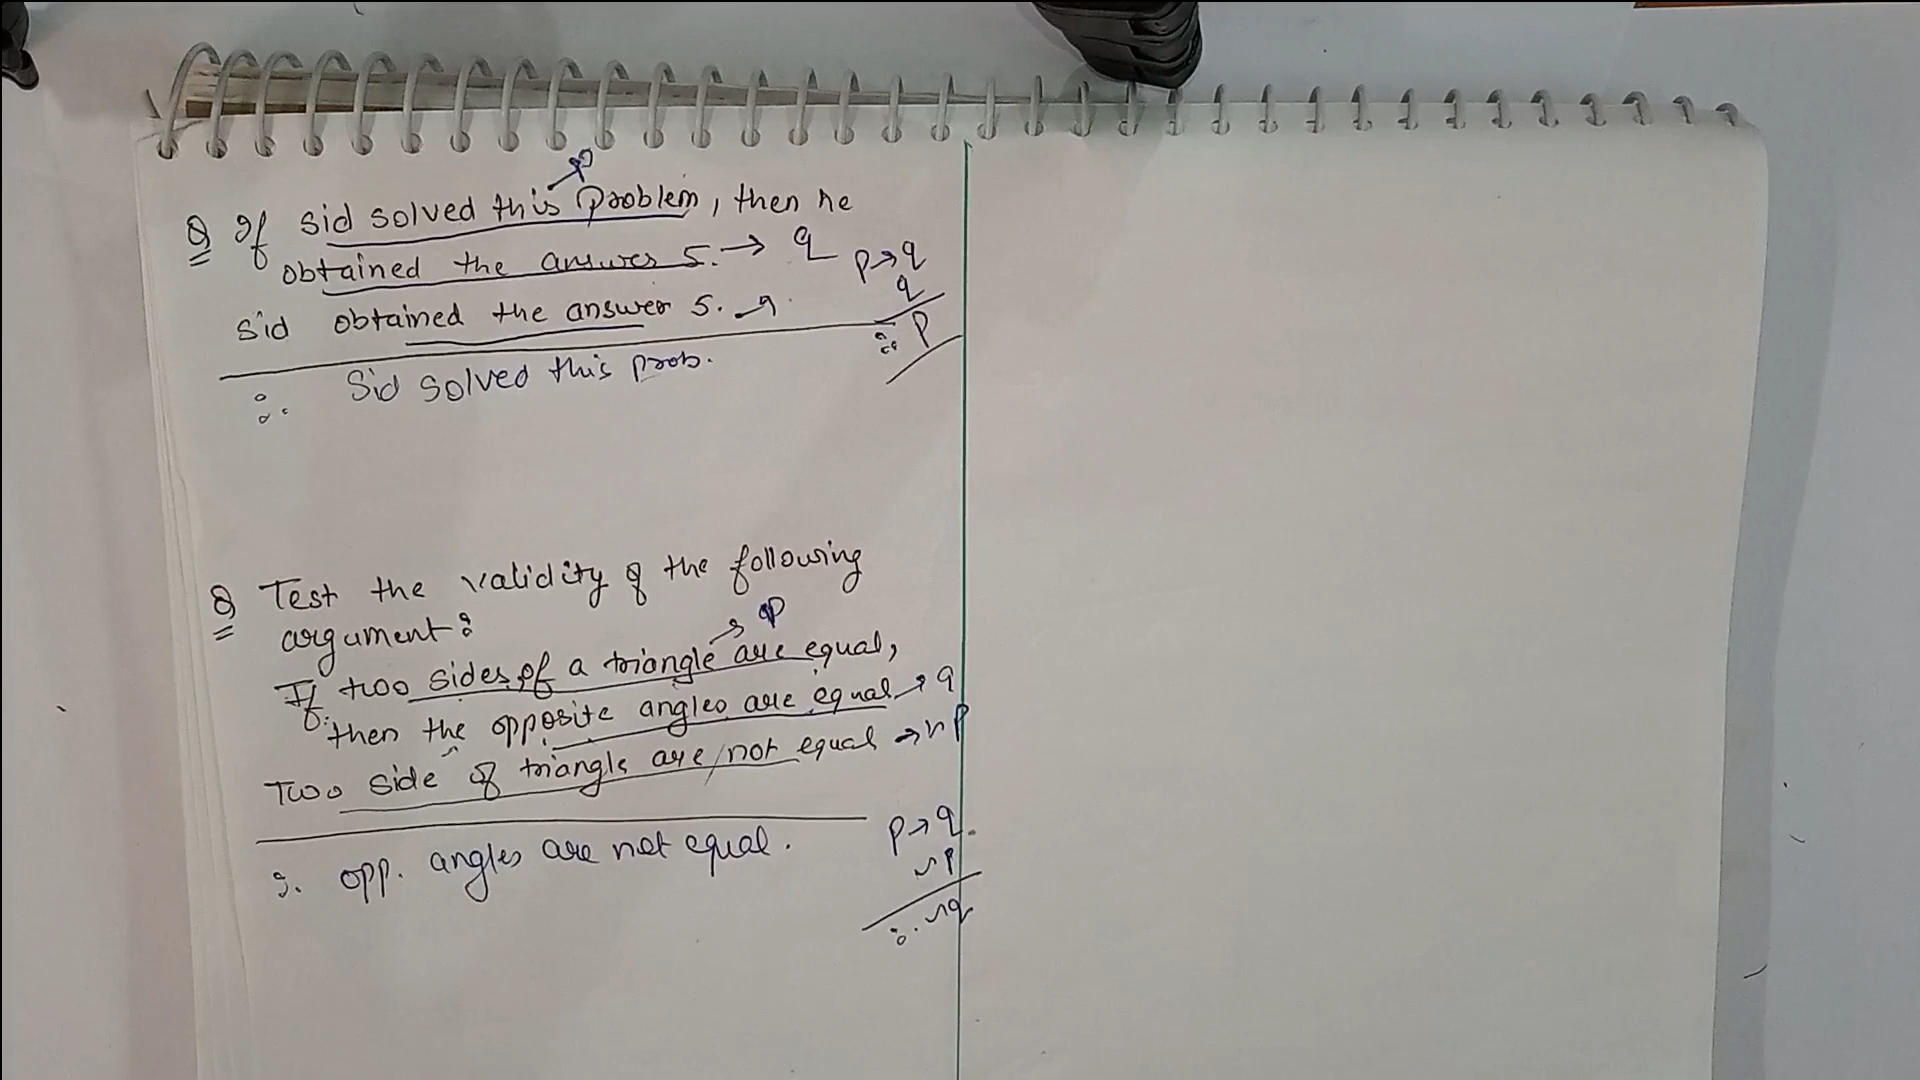 Q If sid solved this problem, then he → p
obtained the answer 5. → q
sid obtained the answer 5. → q
∴ Sid solved this prob.
p→q
q
∴ p
Q Test the validity of the following
argument:
If two sides of a triangle are equal, → p
then the opposite angles are equal → q
Two side of triangle are not equal → ~p
∴ opp. angles are not equal.
p→q.
~p
∴ ~q